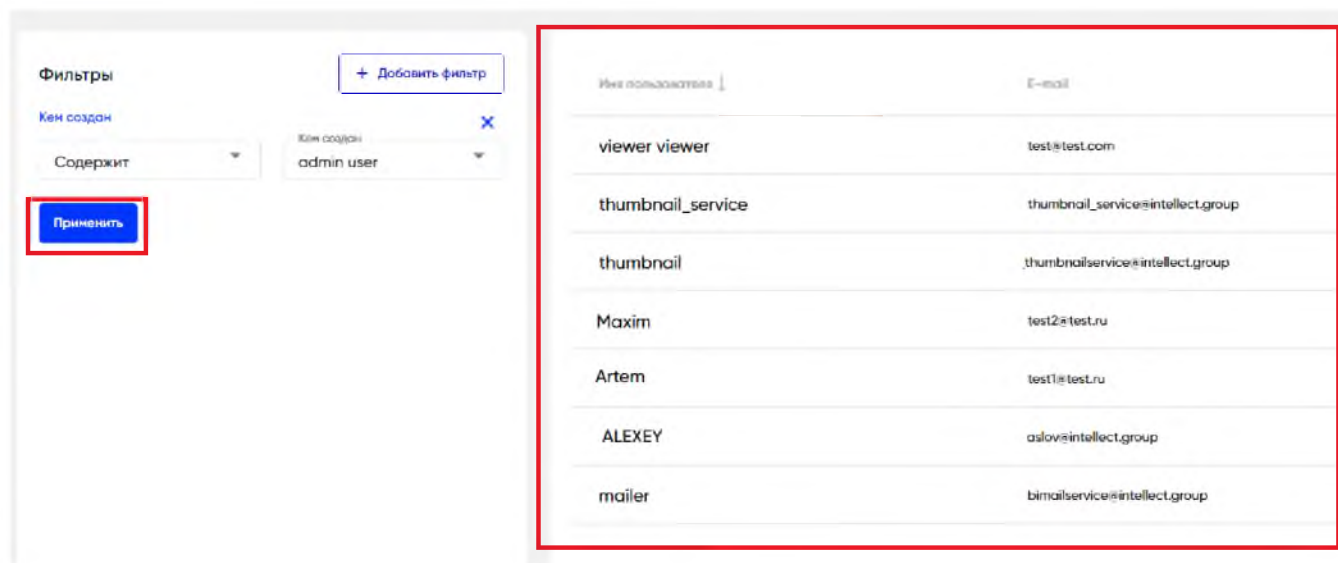 Фильтры
+ Добавить фильтр
Кем создан
×
Кем создан
Содержит
admin user
Применить
Имя пользователя ↓ E-mail
viewer viewer test@test.com
thumbnail_service thumbnail_service@intellect.group
thumbnail thumbnailservice@intellect.group
Maxim test2@test.ru
Artem test1@test.ru
ALEXEY aslov@intellect.group
mailer bimailservice@intellect.group